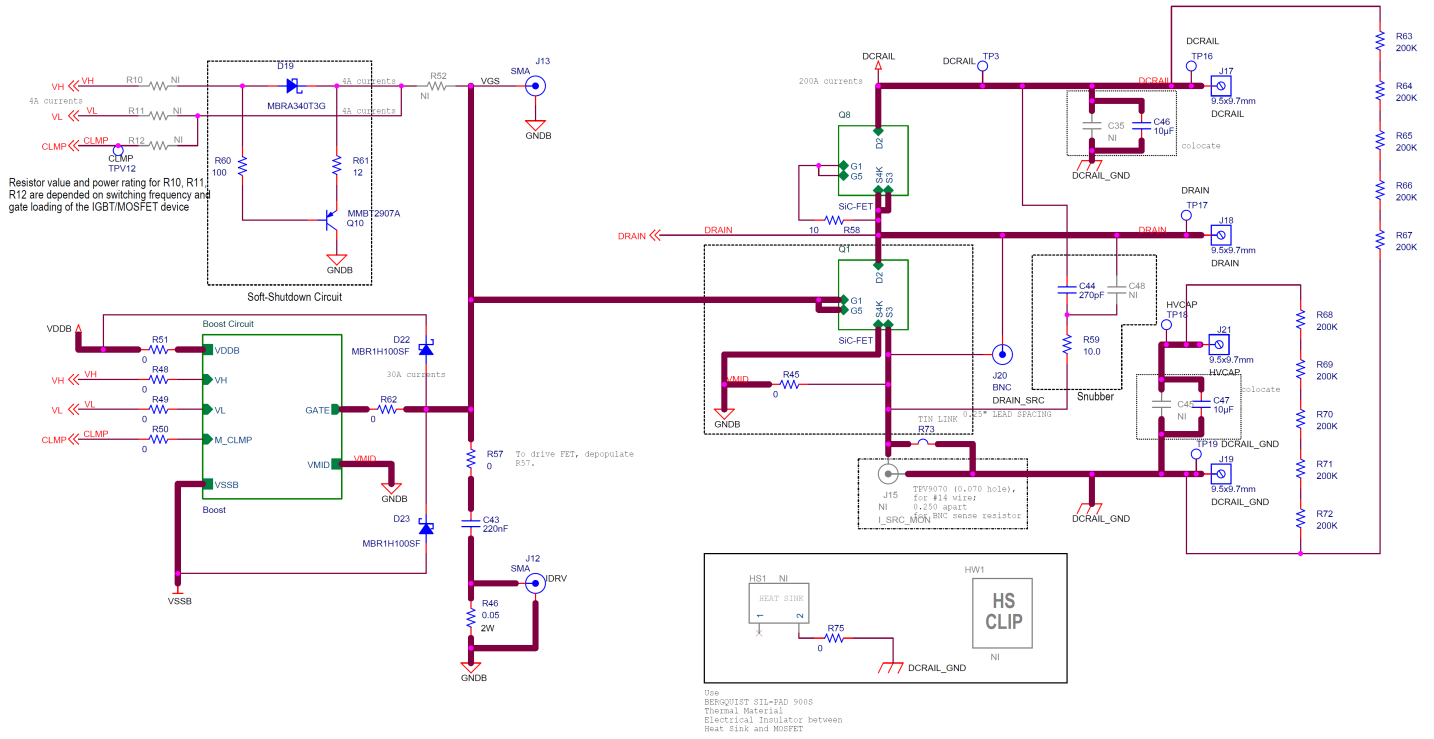 D19
VH
VH
R10
NI
4A currents
MBRA340T3G
4A currents
R52
NI
VGS
SMA
J13
GNDB
4A currents
VL
VL
R11
NI
CLMP
CLMP
R12
NI
CLMP
TPV12
R60
100
R61
12
Resistor value and power rating for R10, R11,
R12 are depended on switching frequency and
gate loading of the IGBT/MOSFET device
MMBT2907A
Q10
GNDB
Soft-Shutdown Circuit
VDDB
R51
0
VH
VH
R48
0
VL
VL
R49
0
CLMP
CLMP
R50
0
Boost Circuit
VDDB
VH
VL
M_CLMP
VSSB
GATE
VMID
Boost
VSSB
VMID
GNDB
D22
MBR1H100SF
30A currents
R62
0
D23
MBR1H100SF
R57
0
To drive FET, depopulate
R57.
C43
220nF
J12
SMA
IDRV
R46
0.05
2W
GNDB
DCRAIL
200A currents
DCRAIL
TP3
Q8
D2
G1
G5
S4K
S3
SiC-FET
10
R58
DRAIN
DRAIN
Q1
D2
G1
G5
S4K
S3
SiC-FET
VMID
R45
0
GNDB
J20
BNC
DRAIN_SRC
TIN LINK
0.25" LEAD SPACING
R73
J15
NI
I_SRC_MON
TPV9070 (0.070 hole),
for #14 wire;
0.250 apart
for BNC sense resistor
DCRAIL
TP16
DCRAIL
J17
9.5x9.7mm
DCRAIL
C35
NI
C46
10µF
colocate
DCRAIL_GND
DRAIN
TP17
DRAIN
J18
9.5x9.7mm
DRAIN
C44
270pF
C48
NI
R59
10.0
Snubber
HVCAP
TP18
J21
9.5x9.7mm
HVCAP
C45
NI
C47
10µF
colocate
DCRAIL_GND
TP19
J19
9.5x9.7mm
DCRAIL_GND
DCRAIL_GND
R63
200K
R64
200K
R65
200K
R66
200K
R67
200K
R68
200K
R69
200K
R70
200K
R71
200K
R72
200K
HS1
NI
HEAT SINK
1
2
R75
0
DCRAIL_GND
HW1
HS
CLIP
NI
Use
BERGQUIST SIL-PAD 900S
Thermal Material
Electrical Insulator between
Heat Sink and MOSFET